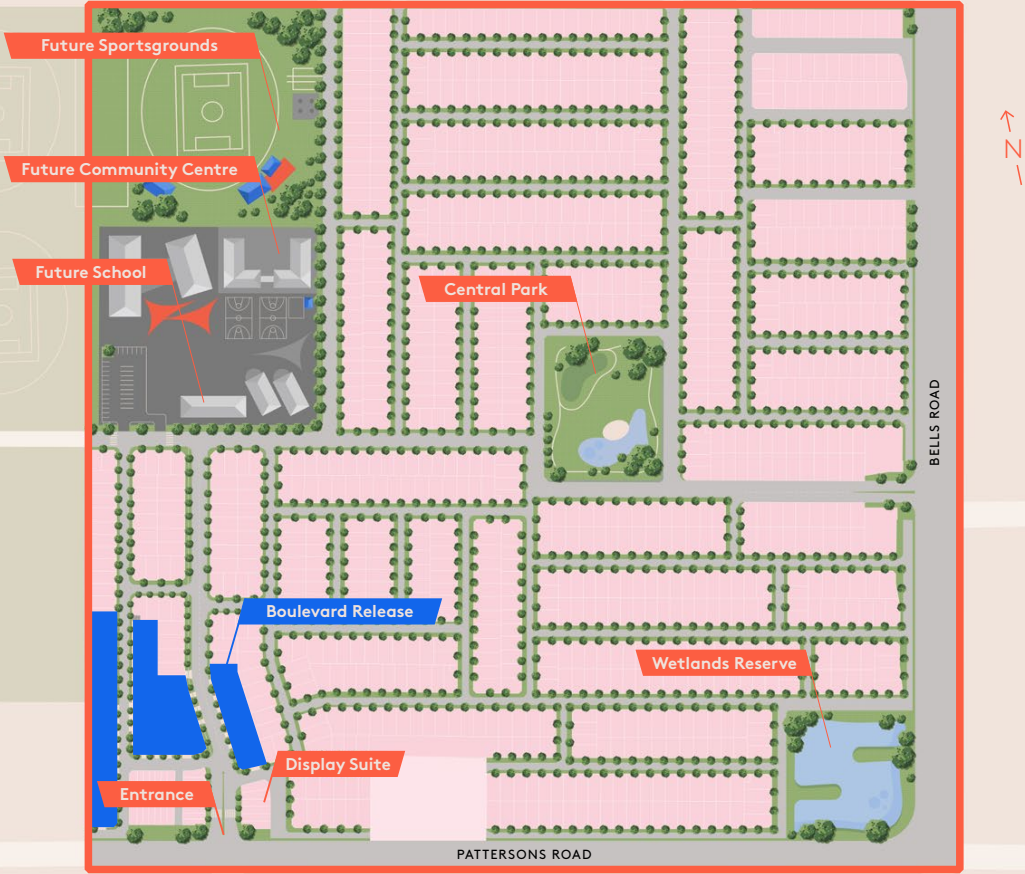 Future Sportsgrounds
N
Future Community Centre
Future School
Central Park
BELLS ROAD
Boulevard Release
Wetlands Reserve
Display Suite
Entrance
PATTERSONS ROAD